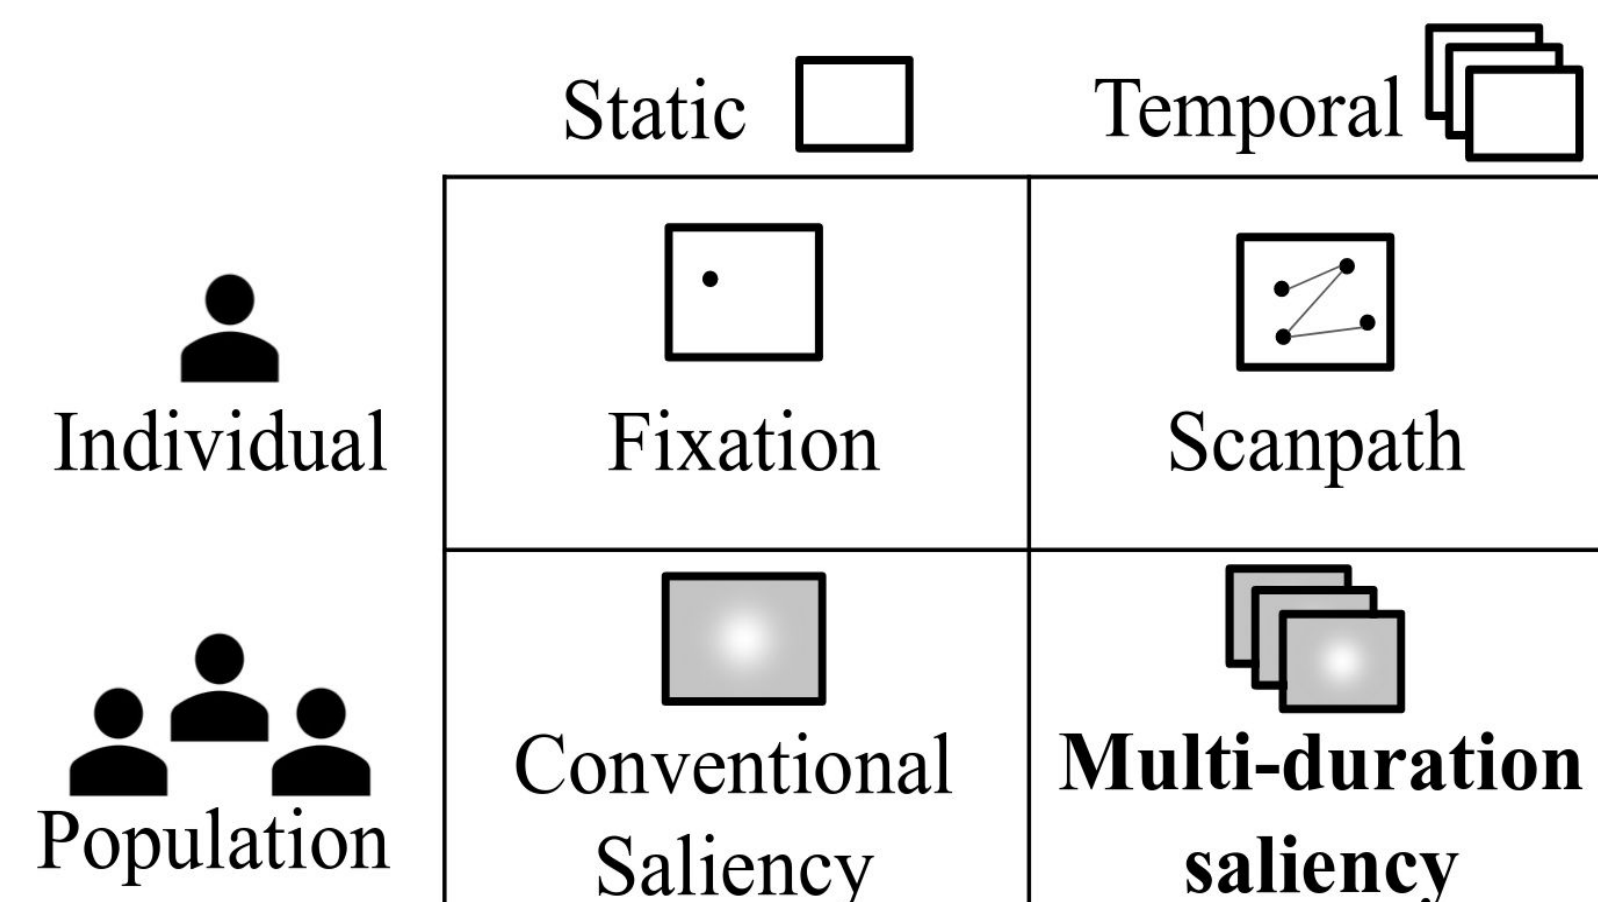 Static Temporal
Individual Fixation Scanpath
Conventional Multi-duration
Population
Saliency saliency